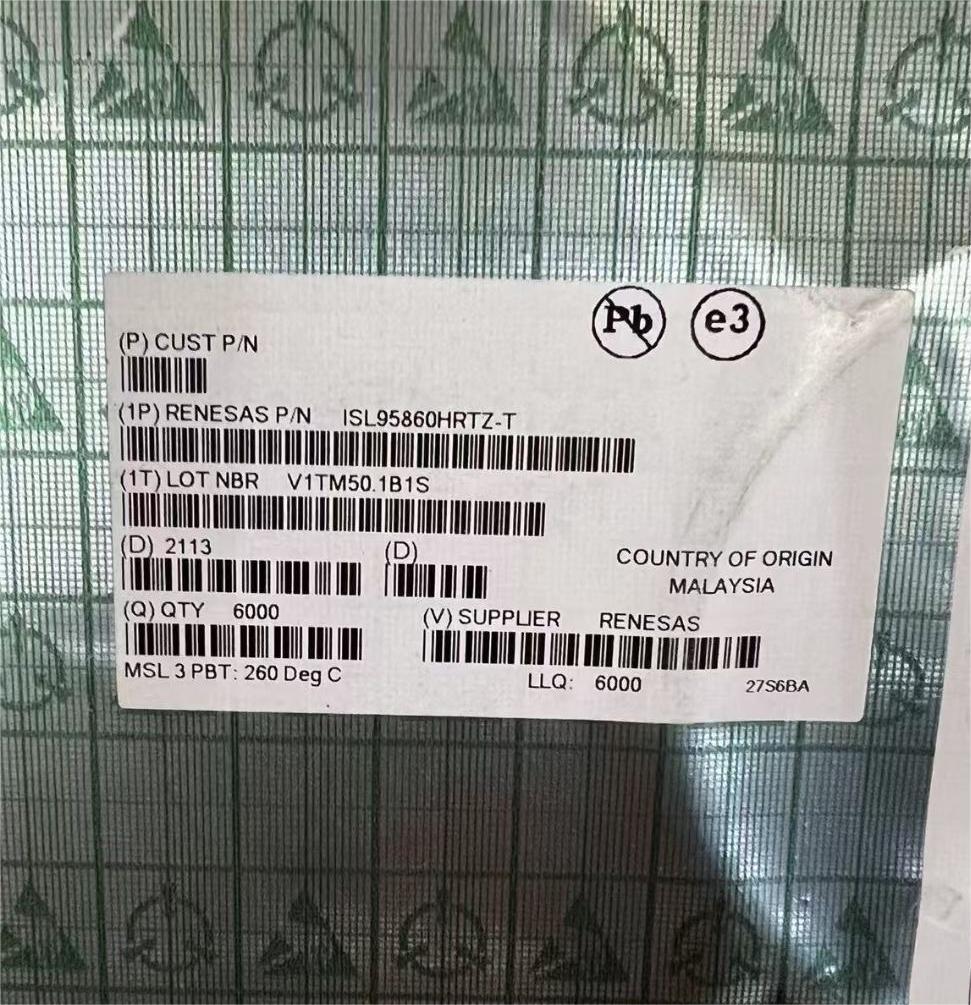 Pb e3
(P) CUST P/N
(1P) RENESAS P/N ISL95860HRTZ-T
(1T) LOT NBR V1TM50.1B1S
(D) 2113 (D)
COUNTRY OF ORIGIN
MALAYSIA
(Q) QTY 6000 (V) SUPPLIER RENESAS
MSL 3 PBT: 260 Deg C LLQ: 6000 27S6BA